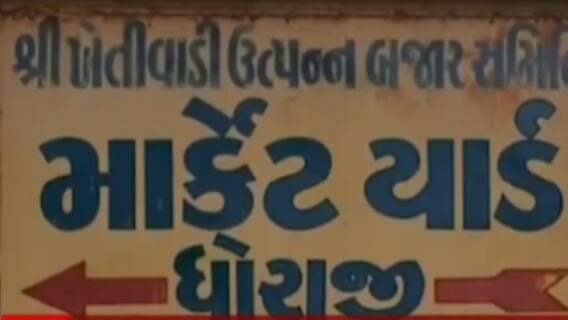 શ્રી ખેતીવાડી ઉત્પન્ન બજાર સમિતિ
માર્કેટ યાર્ડ
ધોરાજી